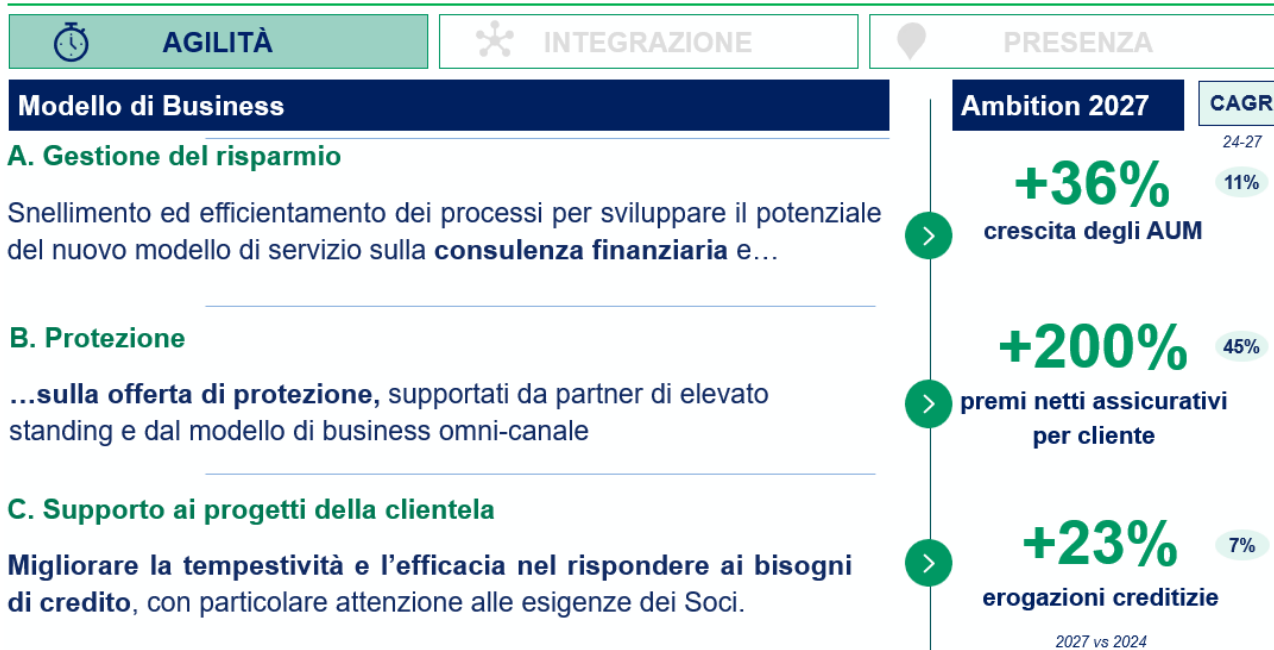 AGILITÀ
INTEGRAZIONE
PRESENZA
Modello di Business
Ambition 2027
CAGR
24-27
A. Gestione del risparmio
Snellimento ed efficientamento dei processi per sviluppare il potenziale
del nuovo modello di servizio sulla consulenza finanziaria e…
+36%
11%
crescita degli AUM
B. Protezione
…sulla offerta di protezione, supportati da partner di elevato
standing e dal modello di business omni-canale
+200%
45%
premi netti assicurativi
per cliente
C. Supporto ai progetti della clientela
Migliorare la tempestività e l’efficacia nel rispondere ai bisogni
di credito, con particolare attenzione alle esigenze dei Soci.
+23%
7%
erogazioni creditizie
2027 vs 2024